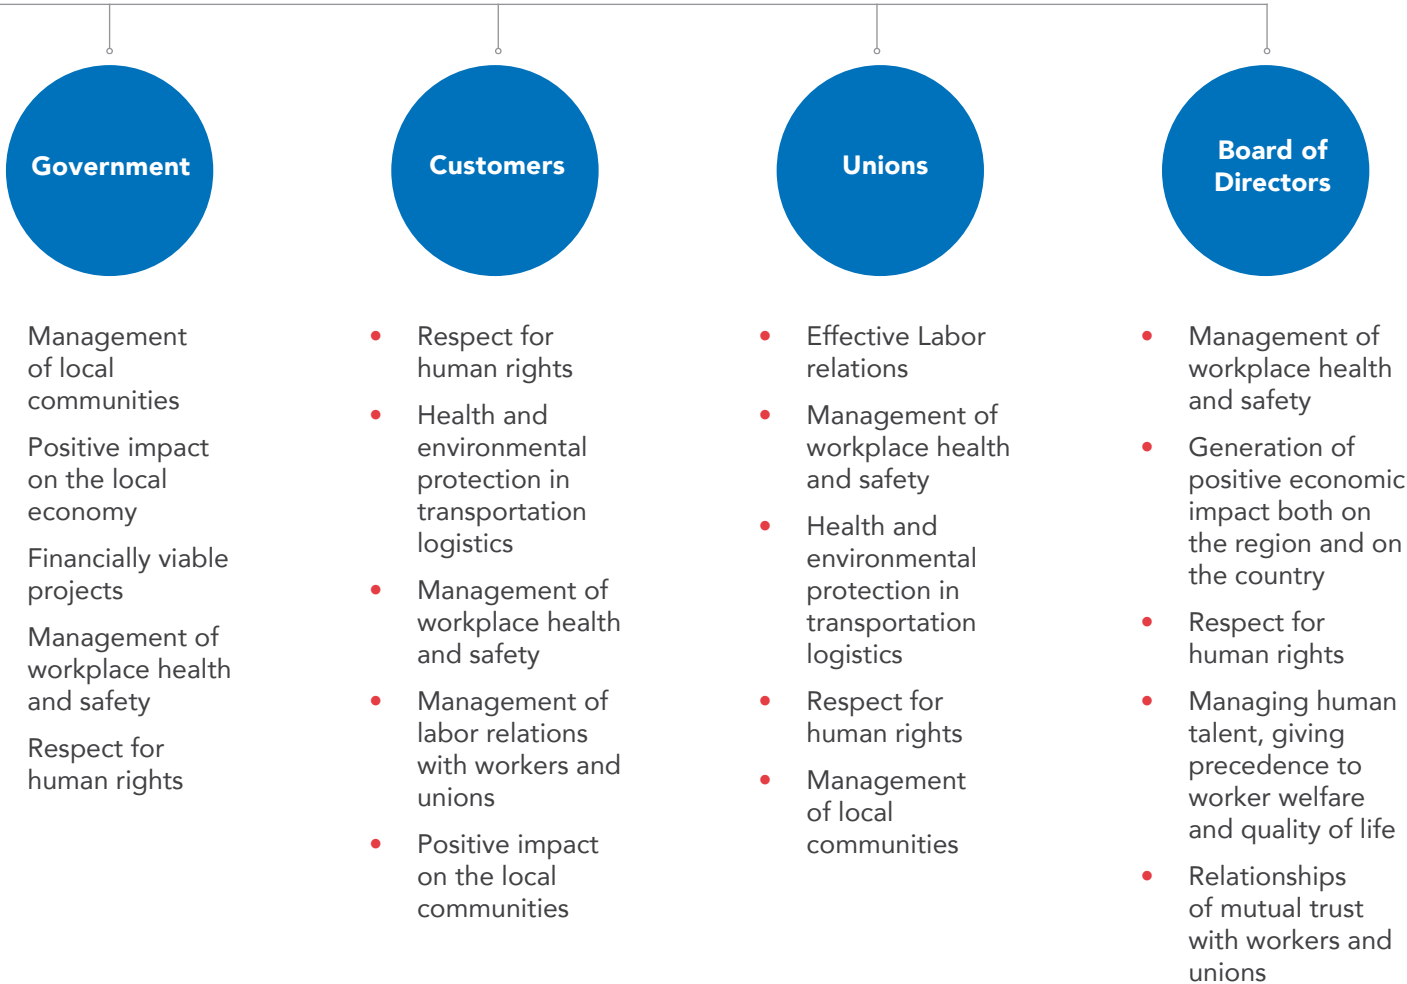 Government
Management
of local
communities
Positive impact
on the local
economy
Financially viable
projects
Management of
workplace health
and safety
Respect for
human rights
Customers
• Respect for
human rights
• Health and
environmental
protection in
transportation
logistics
• Management of
workplace health
and safety
• Management of
labor relations
with workers and
unions
• Positive impact
on the local
communities
Unions
• Effective Labor
relations
• Management of
workplace health
and safety
• Health and
environmental
protection in
transportation
logistics
• Respect for
human rights
• Management
of local
communities
Board of
Directors
• Management of
workplace health
and safety
• Generation of
positive economic
impact both on
the region and on
the country
• Respect for
human rights
• Managing human
talent, giving
precedence to
worker welfare
and quality of life
• Relationships
of mutual trust
with workers and
unions